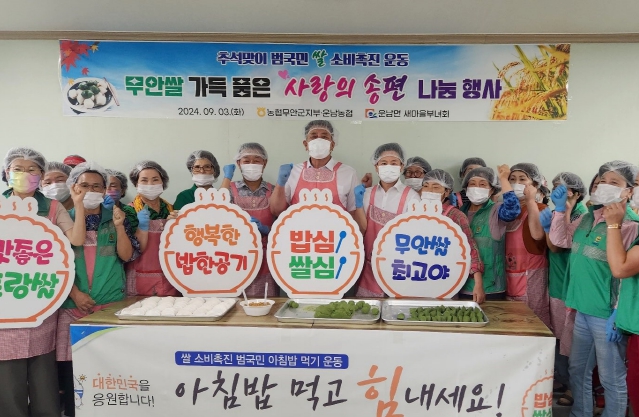 추석맞이 범국민 쌀 소비촉진 운동
무안쌀 가득 품은 사랑의 송편 나눔 행사
2024. 09. 03(화) 농협무안군지부·운남농협 운남면 새마을부녀회
맛좋은
행복한
밥한공기
밥심
쌀심
무안쌀
최고야
쌀 소비촉진 범국민 아침밥 먹기 운동
대한민국을
응원합니다!
아침밥 먹고 힘내세요!
밥심